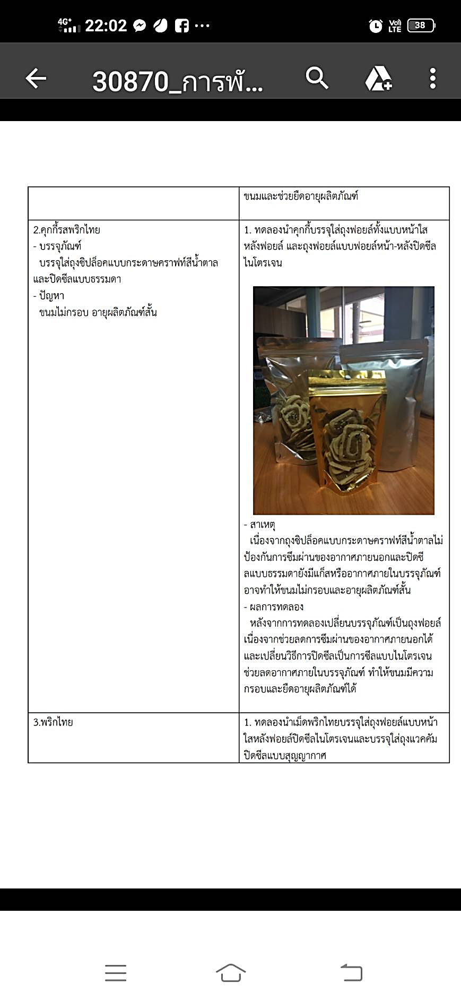 4G+ 22:02 ... Vo) LTE 38
30870_การพั...
ขนมและช่วยยืดอายุผลิตภัณฑ์
2.คุกกี้รสพริกไทย
- บรรจุภัณฑ์
บรรจุใส่ถุงซิปล็อคแบบกระดาษคราฟท์สีน้ำตาล
และปิดซีลแบบธรรมดา
- ปัญหา
ขนมไม่กรอบ อายุผลิตภัณฑ์สั้น
1. ทดลองนำคุกกี้บรรจุใส่ถุงฟอยล์ทั้งแบบหน้าใส
หลังฟอยล์ และถุงฟอยล์แบบฟอยล์หน้า-หลังปิดซีล
ไนโตรเจน
- สาเหตุ
เนื่องจากถุงซิปล็อคแบบกระดาษคราฟท์สีน้ำตาลไม่
ป้องกันการซึมผ่านของอากาศภายนอกและปิดซี
ลแบบธรรมดายังมีแก็สหรืออากาศภายในบรรจุภัณฑ์
อาจทำให้ขนมไม่กรอบและอายุผลิตภัณฑ์สั้น
- ผลการทดลอง
หลังจากการทดลองเปลี่ยนบรรจุภัณฑ์เป็นถุงฟอยล์
เนื่องจากช่วยลดการซึมผ่านของอากาศภายนอกได้
และเปลี่ยนวิธีการปิดซีลเป็นการซีลแบบไนโตรเจน
ช่วยลดอากาศภายในบรรจุภัณฑ์ ทำให้ขนมมีความ
กรอบและยืดอายุผลิตภัณฑ์ได้
3.พริกไทย
1. ทดลองนำเม็ดพริกไทยบรรจุใส่ถุงฟอยล์แบบหน้า
ใสหลังฟอยล์ปิดซีลไนโตรเจนและบรรจุใส่ถุงแวคคัม
ปิดซีลแบบสุญญากาศ